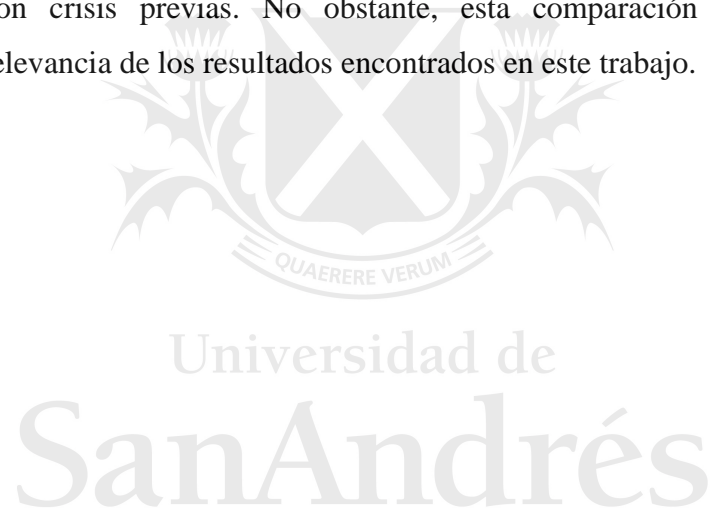 on crisis previas. No obstante, esta comparación
elevancia de los resultados encontrados en este trabajo.
QUAERERE VERUM
Universidad de
SanAndrés